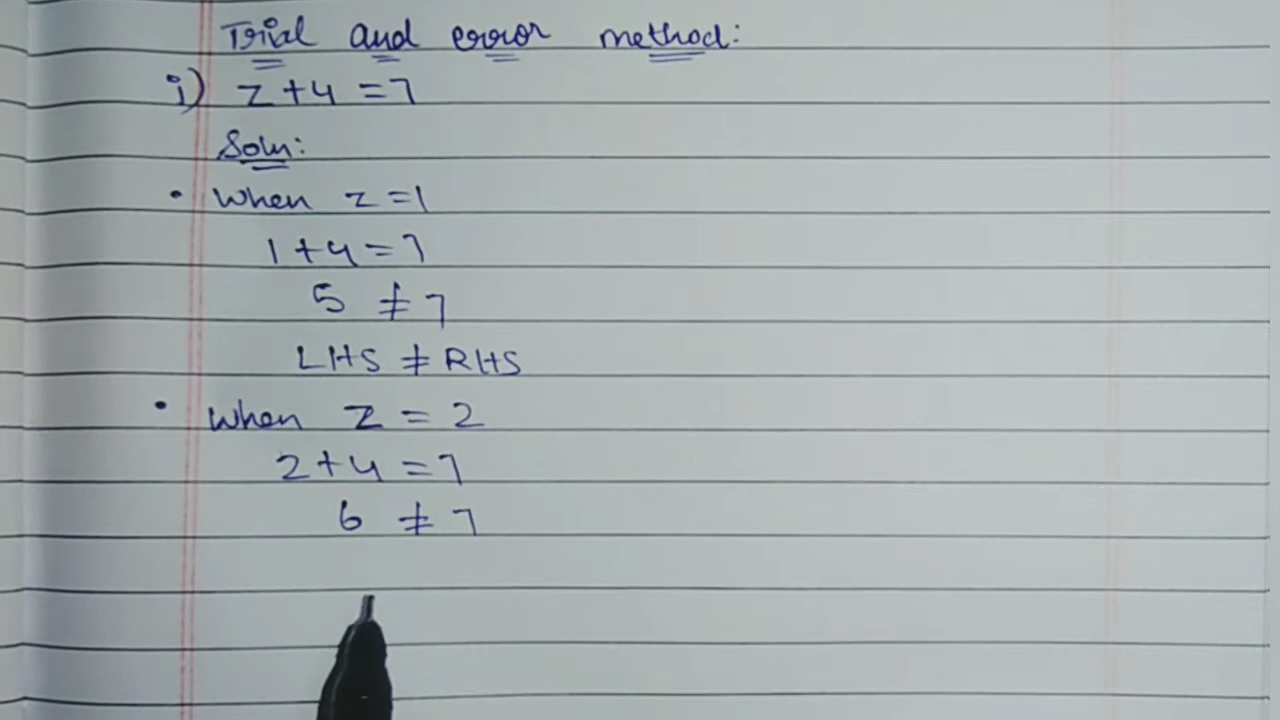 Trial and error method:
i) z + 4 = 7
Soln:
• When z = 1
1 + 4 = 7
5 ≠ 7
LHS ≠ RHS
• When z = 2
2 + 4 = 7
6 ≠ 7